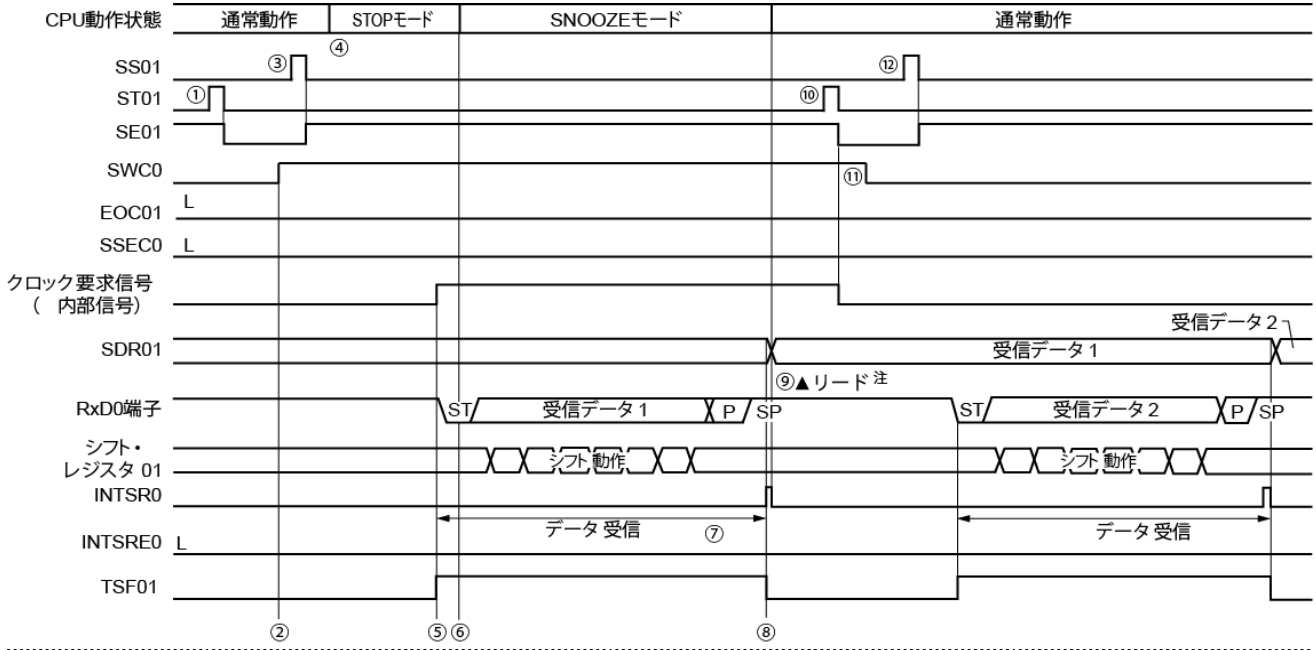 CPU動作状態 通常動作 STOPモード SNOOZEモード 通常動作
④
SS01 ③ ⑫
ST01 ① ⑩
SE01
SWC0 ⑪
EOC01 L
SSEC0 L
クロック要求信号
( 内部信号)
受信データ2
SDR01 受信データ1
⑨▲リード注
RxD0端子 ST 受信データ1 P SP ST 受信データ2 P SP
シフト・
レジスタ01 シフト動作 シフト動作
INTSR0
データ受信 ⑦ データ受信
INTSRE0 L
TSF01
② ⑤ ⑥ ⑧